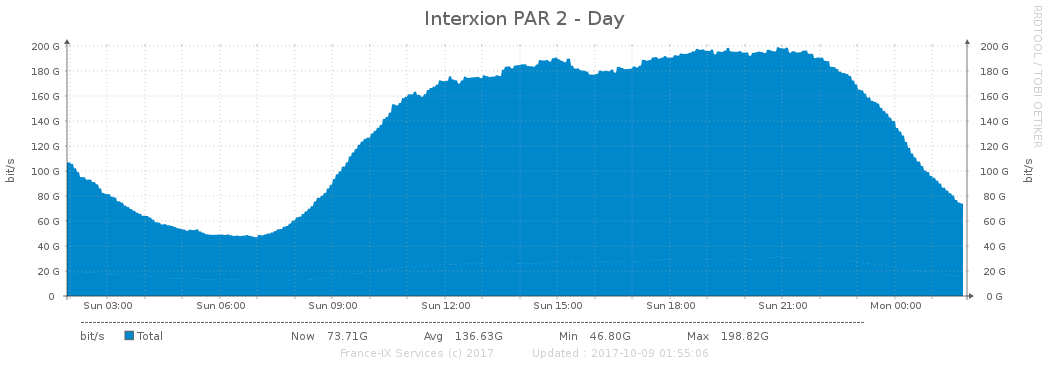 Interxion PAR 2 - Day
RRDTOOL / TOBI OETIKER
bit/s
200 G
180 G
160 G
140 G
120 G
100 G
80 G
60 G
40 G
20 G
0
200 G
180 G
160 G
140 G
120 G
100 G
80 G
60 G
40 G
20 G
0 G
bit/s
Sun 03:00 Sun 06:00 Sun 09:00 Sun 12:00 Sun 15:00 Sun 18:00 Sun 21:00 Mon 00:00
bit/s Total Now 73.71G Avg 136.63G Min 46.80G Max 198.82G
France-IX Services (c) 2017 Updated : 2017-10-09 01:55:06